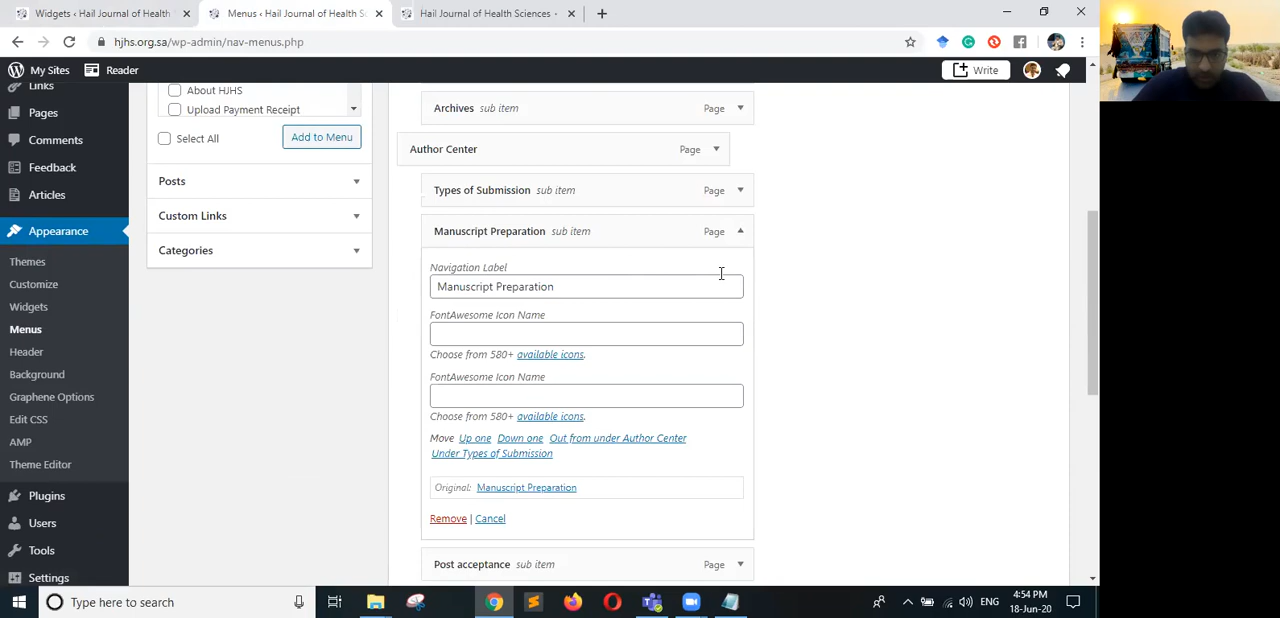 Widgets ‹ Hail Journal of Health S
Menus ‹ Hail Journal of Health Sc
Hail Journal of Health Sciences -
hjhs.org.sa/wp-admin/nav-menus.php
My Sites
Reader
Write
Links
Pages
Comments
Feedback
Articles
Appearance
Themes
Customize
Widgets
Menus
Header
Background
Graphene Options
Edit CSS
AMP
Theme Editor
Plugins
Users
Tools
Settings
About HJHS
Upload Payment Receipt
Select All
Add to Menu
Posts
Custom Links
Categories
Archives sub item Page
Author Center Page
Types of Submission sub item Page
Manuscript Preparation sub item Page
Navigation Label
Manuscript Preparation
FontAwesome Icon Name
Choose from 580+ available icons.
FontAwesome Icon Name
Choose from 580+ available icons.
Move Up one Down one Out from under Author Center
Under Types of Submission
Original: Manuscript Preparation
Remove | Cancel
Post acceptance sub item Page
Type here to search
ENG
4:54 PM
18-Jun-20